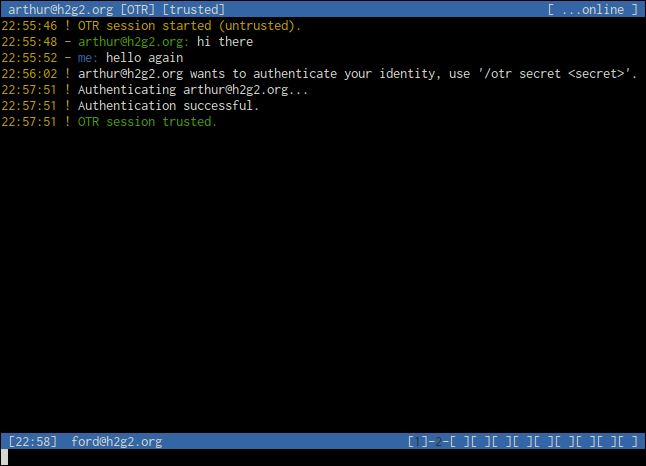 arthur@h2g2.org [OTR] [trusted] [ ...online ]
22:55:46 ! OTR session started (untrusted).
22:55:48 - arthur@h2g2.org: hi there
22:55:52 - me: hello again
22:56:02 ! arthur@h2g2.org wants to authenticate your identity, use '/otr secret <secret>'.
22:57:51 ! Authenticating arthur@h2g2.org...
22:57:51 ! Authentication successful.
22:57:51 ! OTR session trusted.
[22:58] ford@h2g2.org [1]-2-[ ][ ][ ][ ][ ][ ][ ][ ][ ]